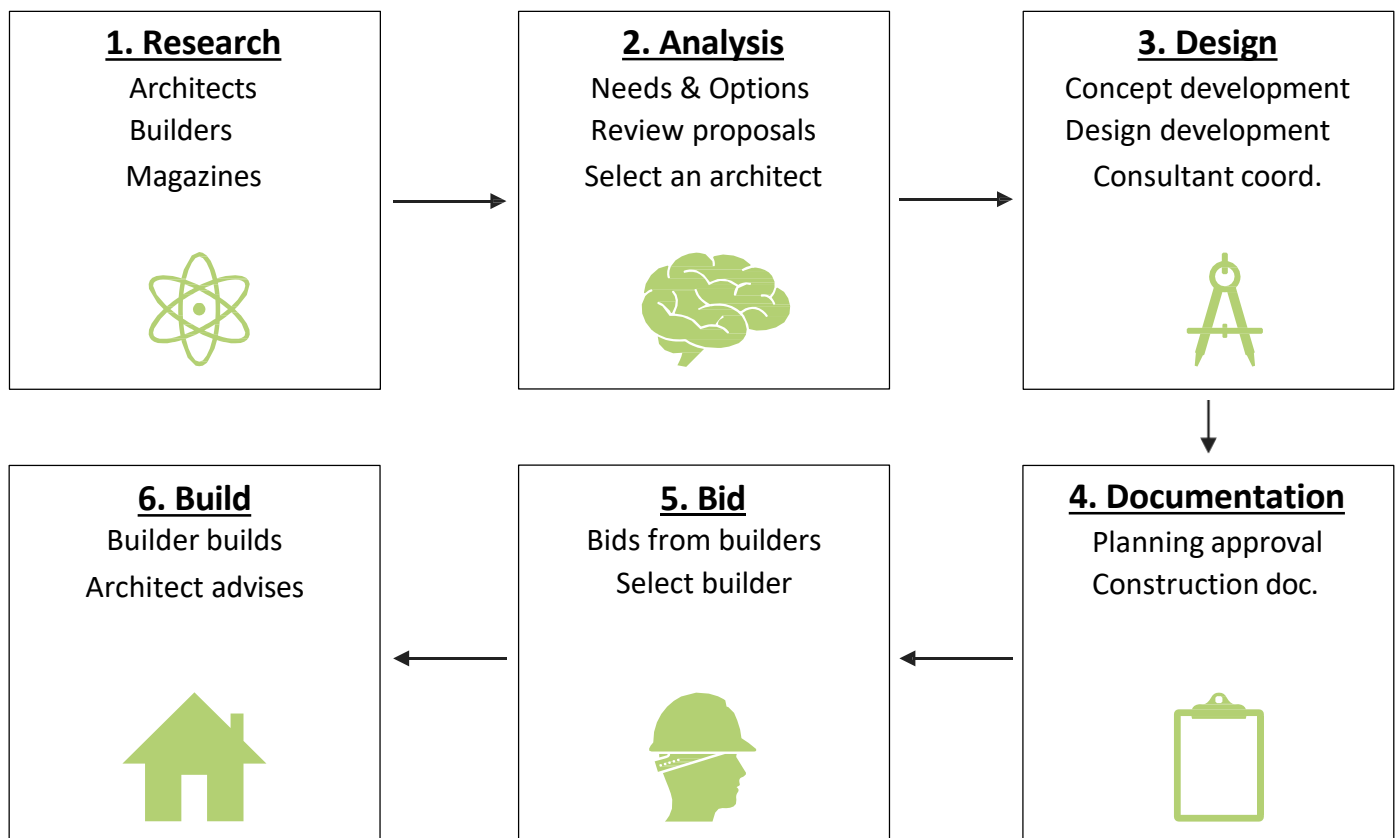 1. Research
Architects
Builders
Magazines
2. Analysis
Needs & Options
Review proposals
Select an architect
3. Design
Concept development
Design development
Consultant coord.
4. Documentation
Planning approval
Construction doc.
5. Bid
Bids from builders
Select builder
6. Build
Builder builds
Architect advises